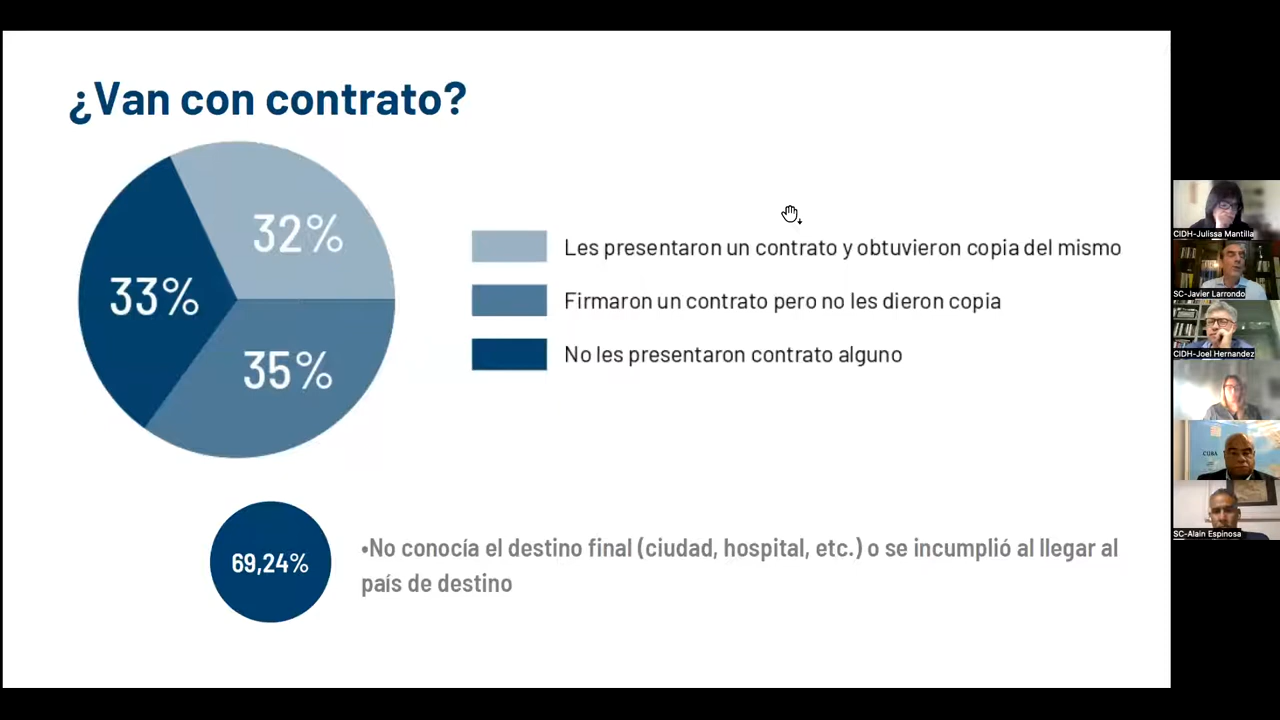 ¿Van con contrato?
32%
33%
35%
Les presentaron un contrato y obtuvieron copia del mismo
Firmaron un contrato pero no les dieron copia
No les presentaron contrato alguno
69,24%
•No conocía el destino final (ciudad, hospital, etc.) o se incumplió al llegar al
país de destino
CIDH-Julissa Mantilla
SC-Javier Larrondo
CIDH-Joel Hernandez
CUBA
SC-Alain Espinosa